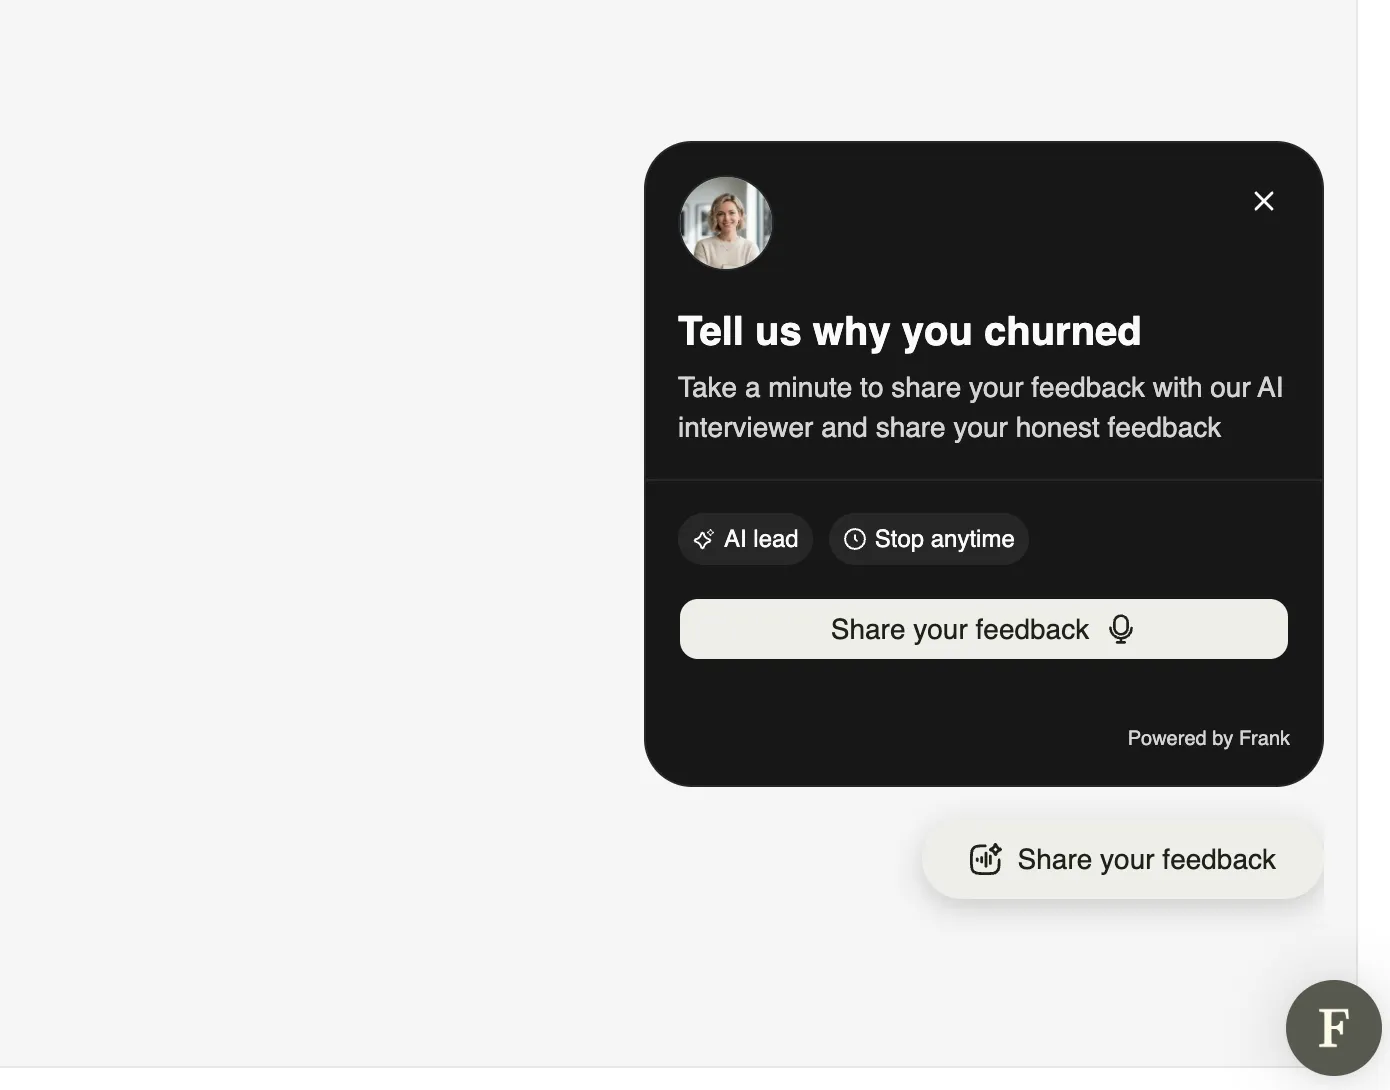 Tell us why you churned
Take a minute to share your feedback with our AI
interviewer and share your honest feedback
AI lead
Stop anytime
Share your feedback
Powered by Frank
Share your feedback
F